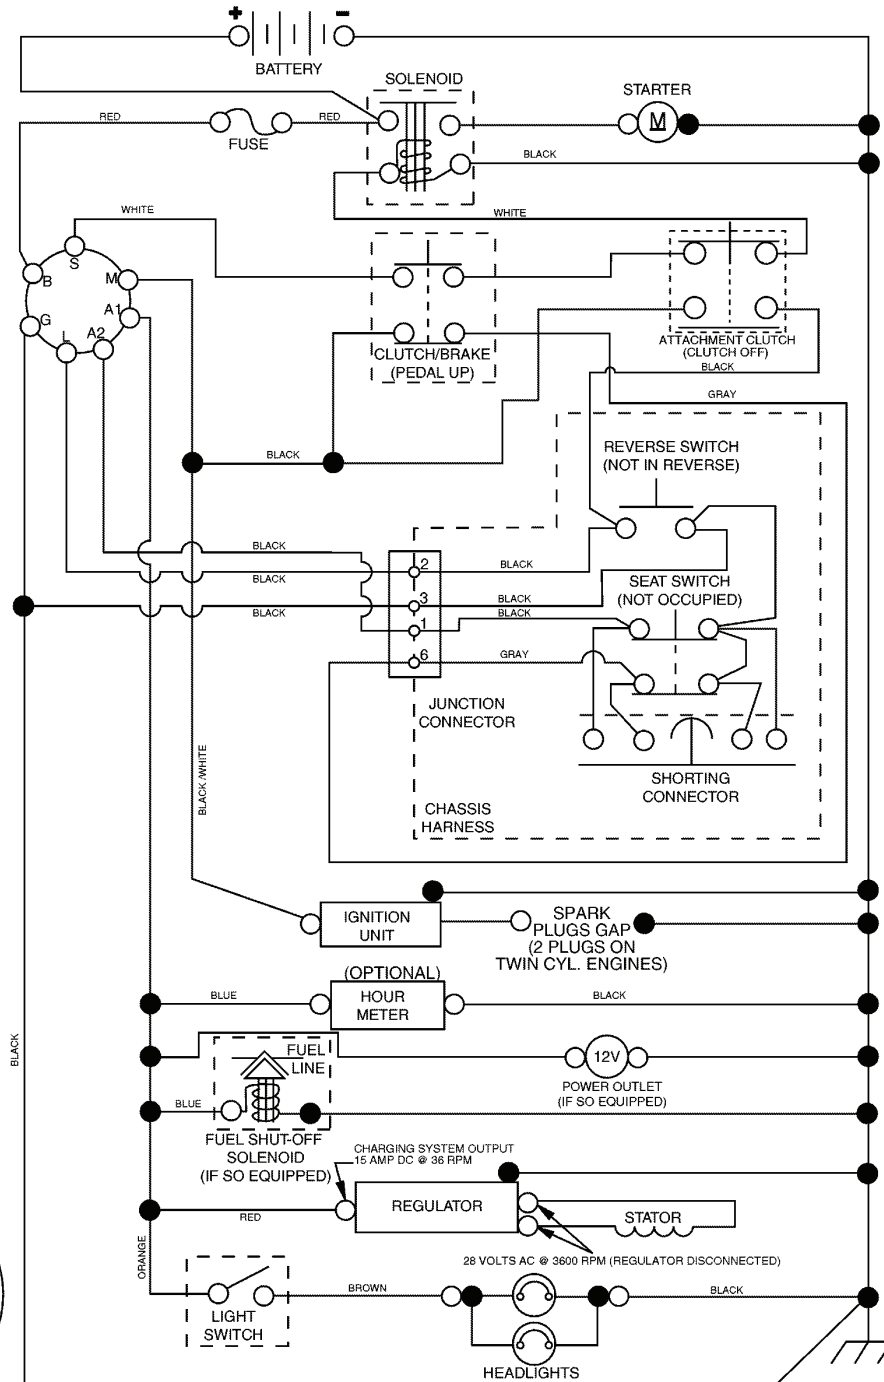 + -
BATTERY
SOLENOID
STARTER
M
RED
FUSE
RED
BLACK
WHITE
WHITE
S
B
M
A1
G
L
A2
CLUTCH/BRAKE
(PEDAL UP)
ATTACHMENT CLUTCH
(CLUTCH OFF)
BLACK
GRAY
BLACK
REVERSE SWITCH
(NOT IN REVERSE)
BLACK
2
BLACK
BLACK
SEAT SWITCH
(NOT OCCUPIED)
3
BLACK
BLACK
BLACK
1
6
GRAY
JUNCTION
CONNECTOR
SHORTING
CONNECTOR
BLACK/WHITE
CHASSIS
HARNESS
IGNITION
UNIT
SPARK
PLUGS GAP
(2 PLUGS ON
TWIN CYL. ENGINES)
(OPTIONAL)
HOUR
METER
BLUE
BLACK
BLACK
FUEL
LINE
12V
POWER OUTLET
(IF SO EQUIPPED)
BLUE
FUEL SHUT-OFF
SOLENOID
(IF SO EQUIPPED)
CHARGING SYSTEM OUTPUT
15 AMP DC @ 36 RPM
REGULATOR
RED
STATOR
28 VOLTS AC @ 3600 RPM (REGULATOR DISCONNECTED)
ORANGE
BROWN
BLACK
LIGHT
SWITCH
HEADLIGHTS